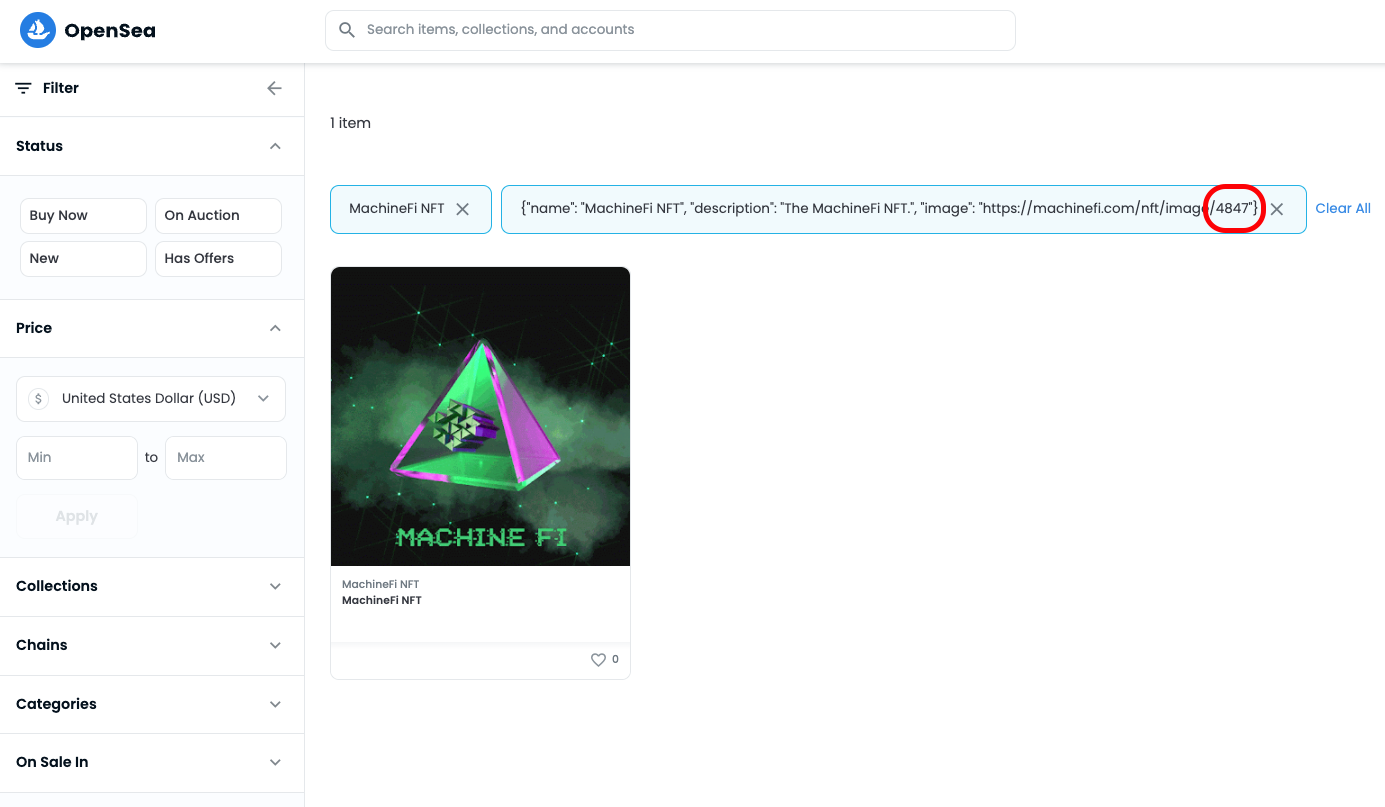 OpenSea
Search items, collections, and accounts
Filter
Status
Buy Now
On Auction
New
Has Offers
Price
$ United States Dollar (USD)
Min to Max
Apply
Collections
Chains
Categories
On Sale In
1 item
MachineFi NFT
{"name": "MachineFi NFT", "description": "The MachineFi NFT.", "image": "https://machinefi.com/nft/image/4847"}
Clear All
MACHINE FI
MachineFi NFT
MachineFi NFT
0